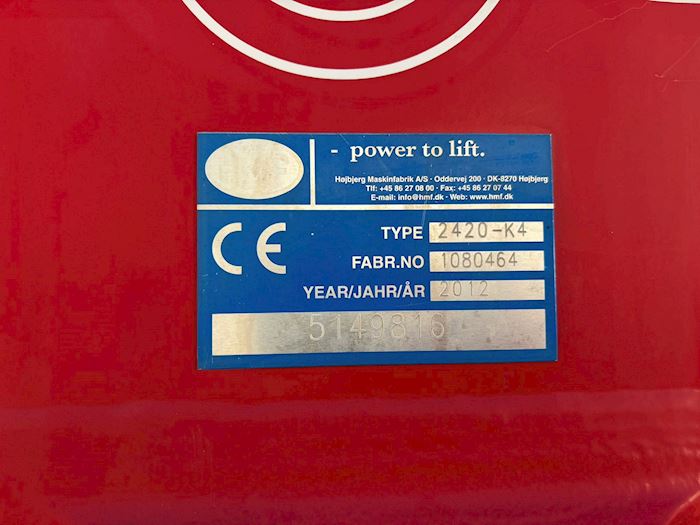 - power to lift.
Højbjerg Maskinfabrik A/S · Oddervej 200 · DK-8270 Højbjerg
Tlf: +45 86 27 08 00 · Fax: +45 86 27 07 44
E-mail: info@hmf.dk · Web: www.hmf.dk
CE
TYPE 2420-K4
FABR.NO 1080464
YEAR/JAHR/ÅR 2012
5149816